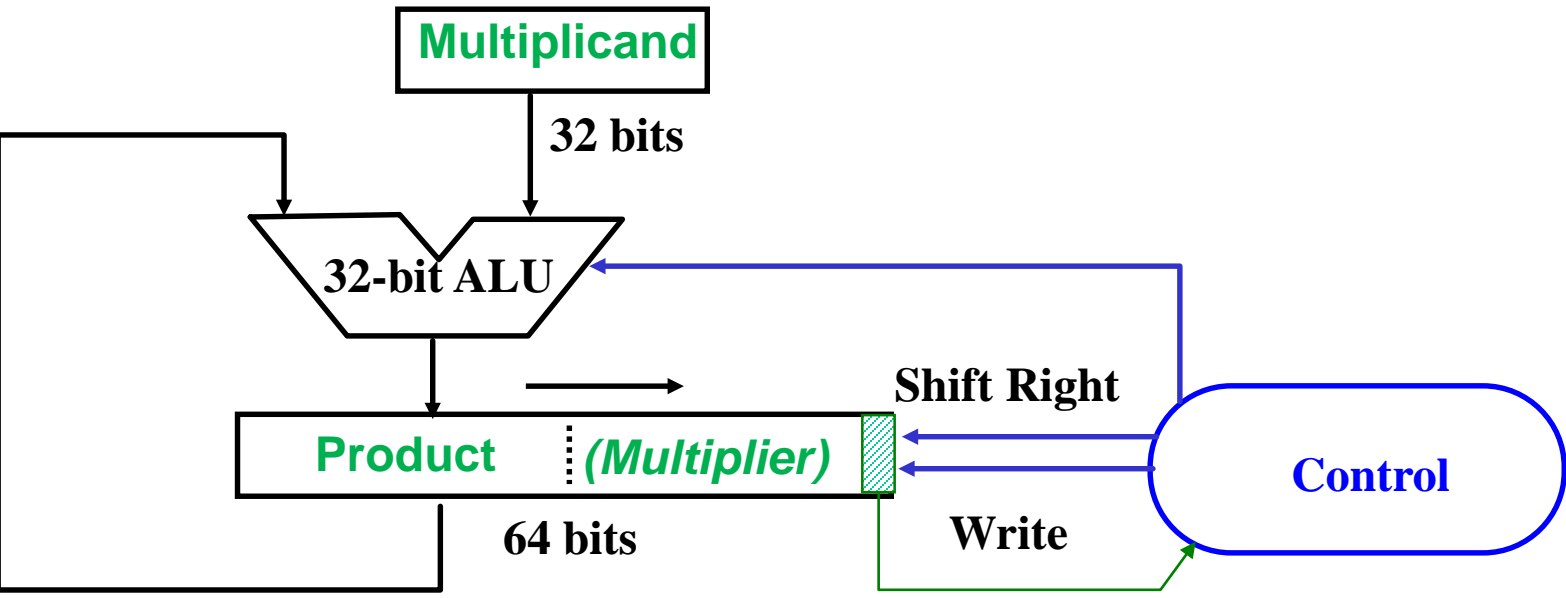 Multiplicand
32 bits
32-bit ALU
Shift Right
Product
(Multiplier)
Control
64 bits
Write